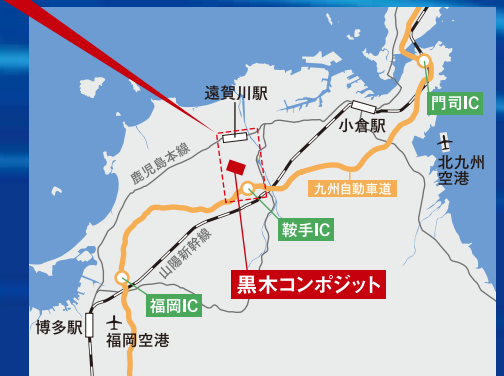 遠賀川駅
門司IC
小倉駅
北九州
空港
鹿児島本線
九州自動車道
鞍手IC
山陽新幹線
黒木コンポジット
福岡IC
博多駅
福岡空港